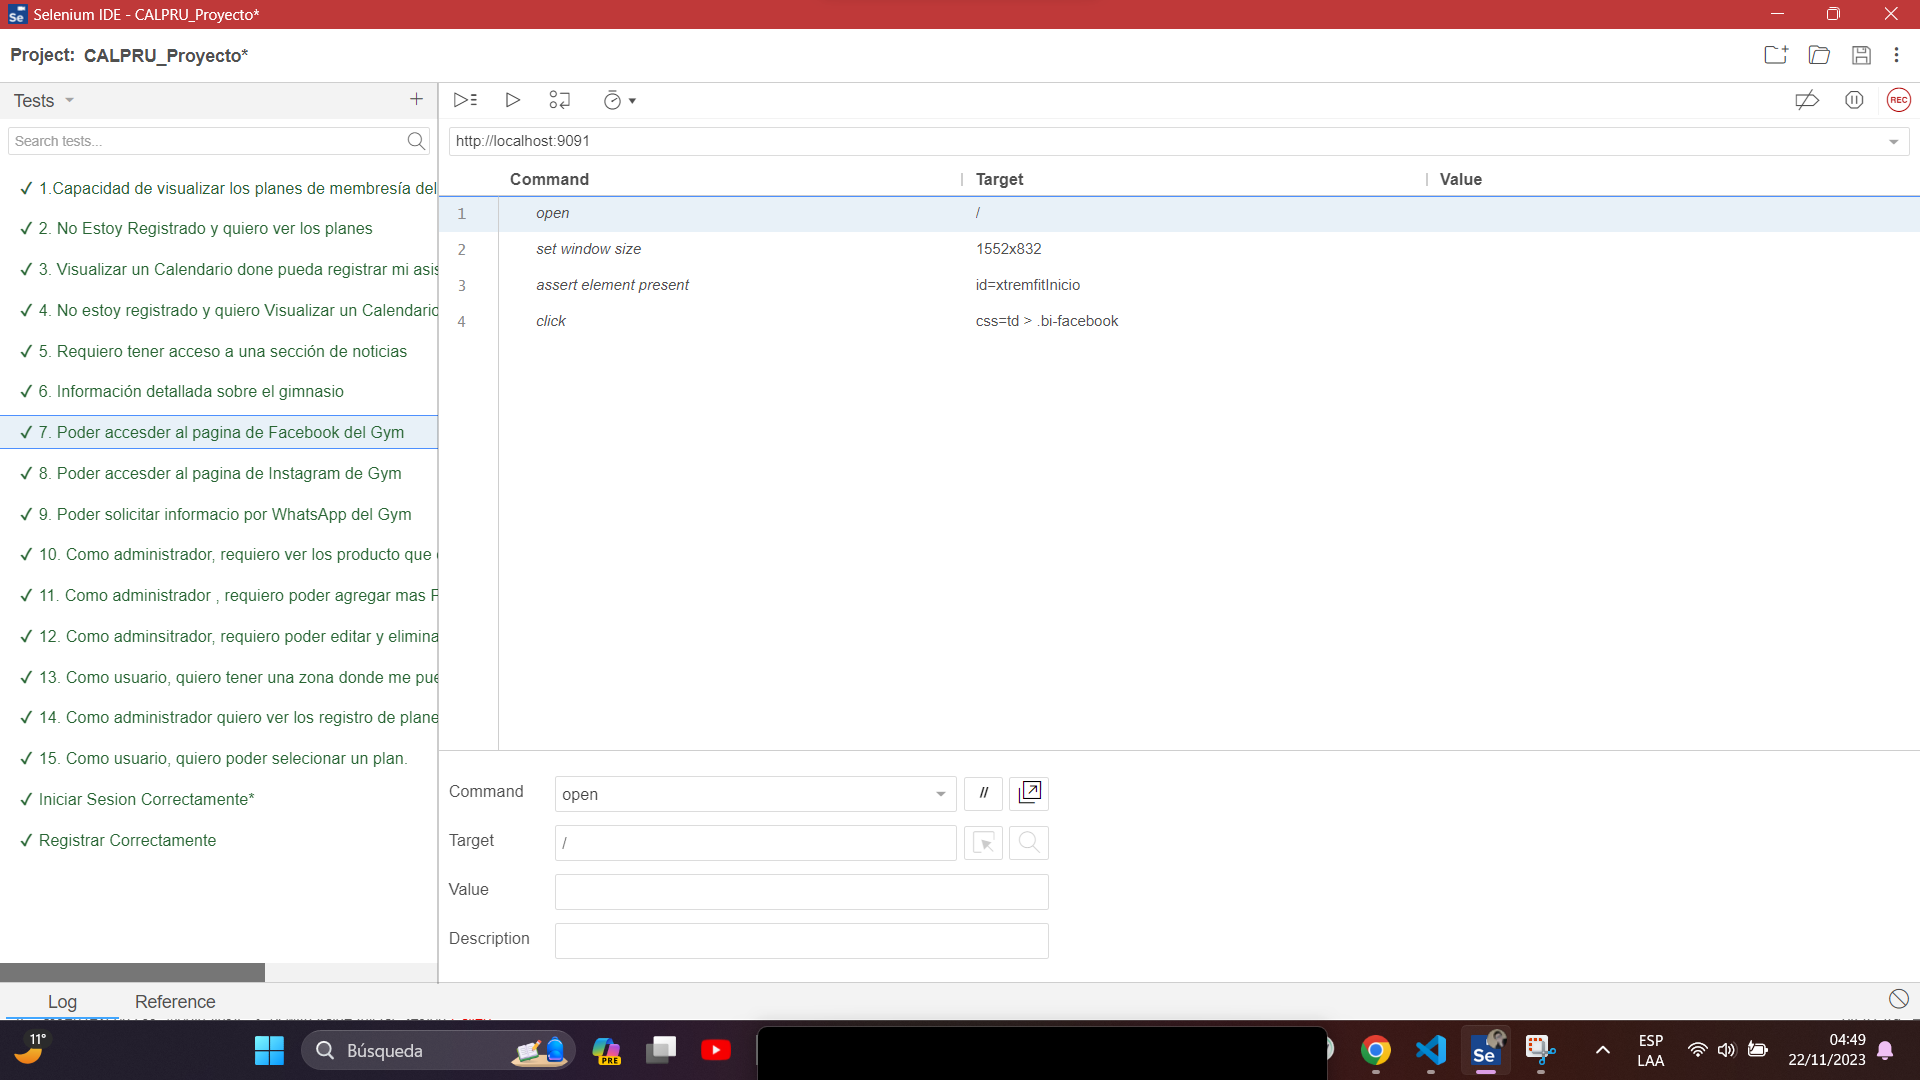 Selenium IDE - CALPRU_Proyecto*
Project: CALPRU_Proyecto*
Tests
Search tests...
http://localhost:9091
REC
✓ 1.Capacidad de visualizar los planes de membresía del
✓ 2. No Estoy Registrado y quiero ver los planes
✓ 3. Visualizar un Calendario done pueda registrar mi asis
✓ 4. No estoy registrado y quiero Visualizar un Calendario
✓ 5. Requiero tener acceso a una sección de noticias
✓ 6. Información detallada sobre el gimnasio
✓ 7. Poder accesder al pagina de Facebook del Gym
✓ 8. Poder accesder al pagina de Instagram de Gym
✓ 9. Poder solicitar informacio por WhatsApp del Gym
✓ 10. Como administrador, requiero ver los producto que
✓ 11. Como administrador , requiero poder agregar mas
✓ 12. Como adminsitrador, requiero poder editar y elimina
✓ 13. Como usuario, quiero tener una zona donde me pue
✓ 14. Como administrador quiero ver los registro de plane
✓ 15. Como usuario, quiero poder selecionar un plan.
✓ Iniciar Sesion Correctamente*
✓ Registrar Correctamente
Command Target Value
1 open /
2 set window size 1552x832
3 assert element present id=xtremfitInicio
4 click css=td > .bi-facebook
Command open //
Target /
Value
Description
Log Reference
11°
Búsqueda
PRE
Se
ESP
LAA
04:49
22/11/2023